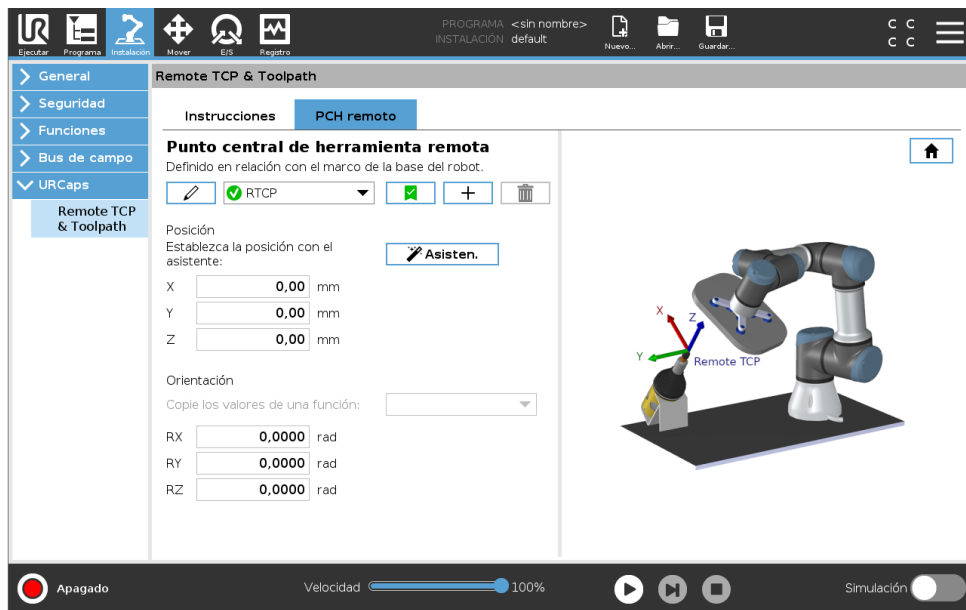 UR
PROGRAMA <sin nombre>
INSTALACIÓN default
Ejecutar
Programa
Instalación
Mover
E/S
Registro
Nuevo...
Abrir...
Guardar...
C C
C C
General
Seguridad
Funciones
Bus de campo
URCaps
Remote TCP
& Toolpath
Remote TCP & Toolpath
Instrucciones
PCH remoto
Punto central de herramienta remota
Definido en relación con el marco de la base del robot.
RTCP
Posición
Establezca la posición con el
asistente:
Asisten.
X 0,00 mm
Y 0,00 mm
Z 0,00 mm
Orientación
Copie los valores de una función:
RX 0,0000 rad
RY 0,0000 rad
RZ 0,0000 rad
X
Z
Y
Remote TCP
Apagado
Velocidad
100%
Simulación